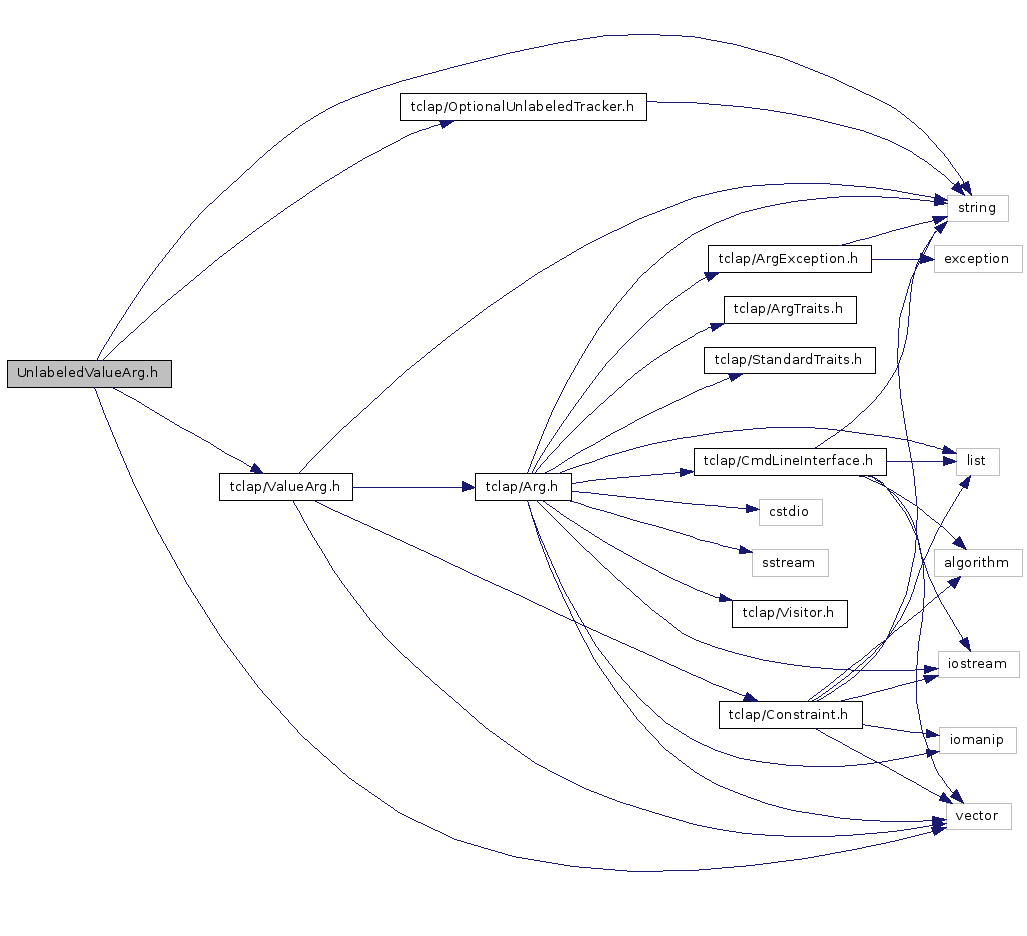 tclap/OptionalUnlabeledTracker.h
string
tclap/ArgException.h
exception
tclap/ArgTraits.h
tclap/StandardTraits.h
UnlabeledValueArg.h
tclap/CmdLineInterface.h
list
tclap/ValueArg.h
tclap/Arg.h
cstdio
sstream
algorithm
tclap/Visitor.h
iostream
tclap/Constraint.h
iomanip
vector